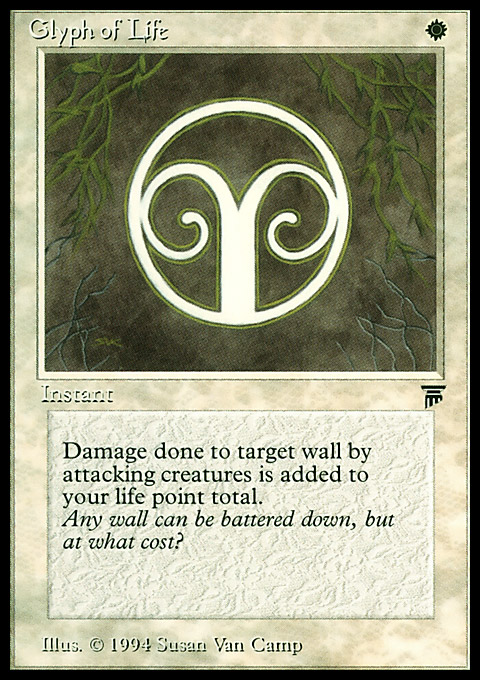 Glyph of Life
Instant
Damage done to target wall by
attacking creatures is added to
your life point total.
Any wall can be battered down, but
at what cost?
Illus. © 1994 Susan Van Camp